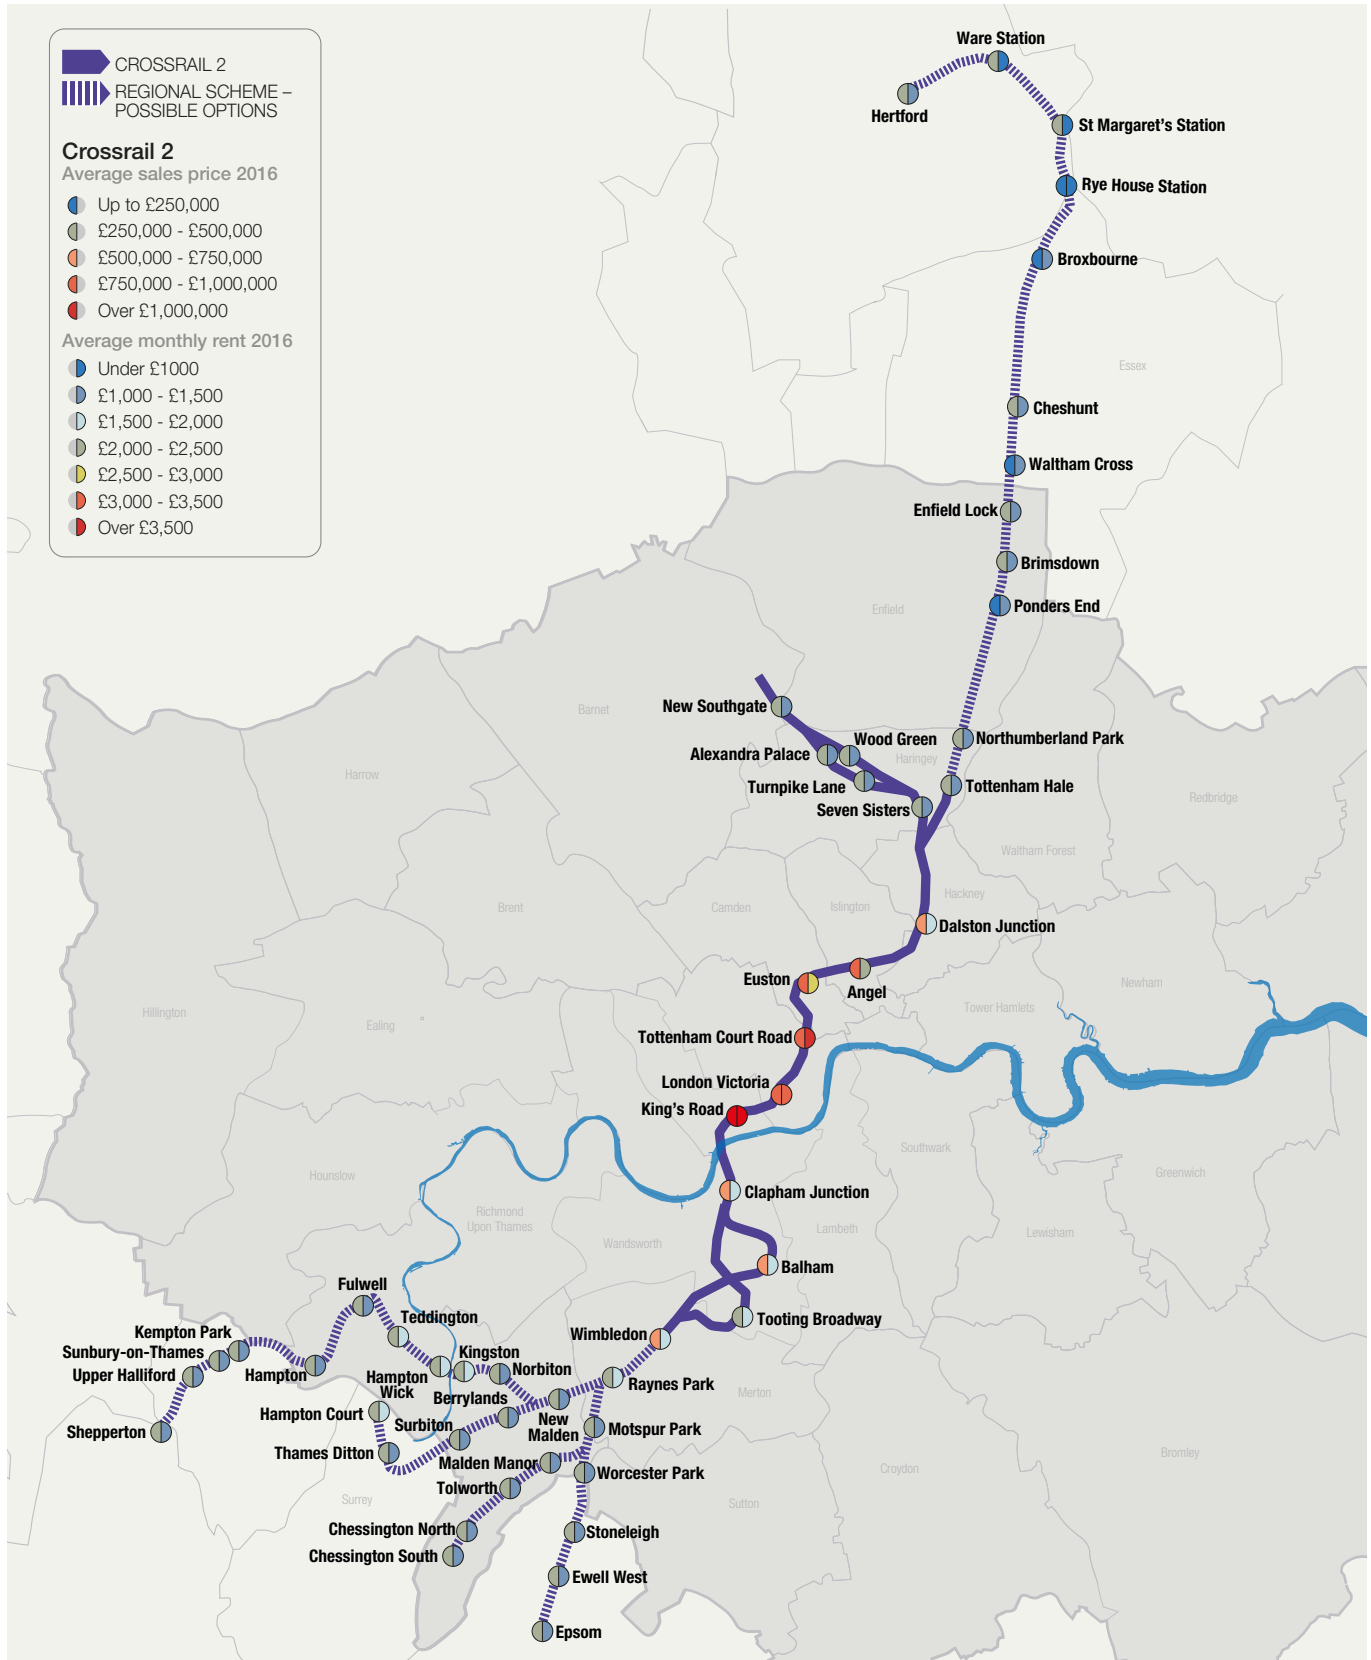 CROSSRAIL 2
REGIONAL SCHEME –
POSSIBLE OPTIONS
Crossrail 2
Average sales price 2016
Up to £250,000
£250,000 - £500,000
£500,000 - £750,000
£750,000 - £1,000,000
Over £1,000,000
Average monthly rent 2016
Under £1000
£1,000 - £1,500
£1,500 - £2,000
£2,000 - £2,500
£2,500 - £3,000
£3,000 - £3,500
Over £3,500
Ware Station
Hertford
St Margaret's Station
Rye House Station
Broxbourne
Essex
Cheshunt
Waltham Cross
Enfield Lock
Brimsdown
Ponders End
Enfield
New Southgate
Barnet
Wood Green
Northumberland Park
Alexandra Palace
Haringey
Harrow
Turnpike Lane
Tottenham Hale
Redbridge
Seven Sisters
Waltham Forest
Hackney
Brent
Camden
Islington
Dalston Junction
Euston
Angel
Newham
Tower Hamlets
Hillington
Ealing
Tottenham Court Road
London Victoria
King's Road
Southwark
Greenwich
Hounslow
Clapham Junction
Richmond
Upon Thames
Lambeth
Lewisham
Wandsworth
Balham
Fulwell
Teddington
Tooting Broadway
Kempton Park
Wimbledon
Sunbury-on-Thames
Kingston
Upper Halliford
Hampton
Hampton
Wick
Norbiton
Raynes Park
Merton
Berrylands
Hampton Court
Surbiton
New
Malden
Motspur Park
Shepperton
Thames Ditton
Malden Manor
Worcester Park
Bromley
Croydon
Tolworth
Surrey
Sutton
Chessington North
Stoneleigh
Chessington South
Ewell West
Epsom